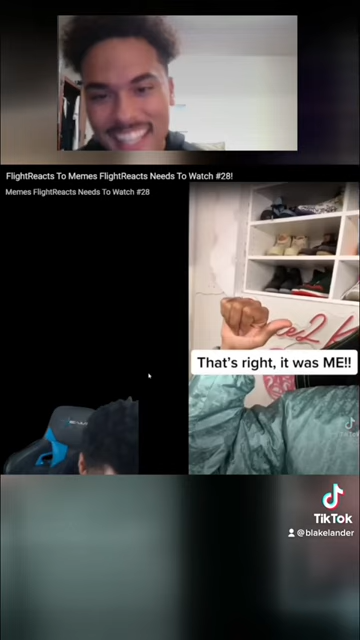 FlightReacts To Memes FlightReacts Needs To Watch #28!
Memes FlightReacts Needs To Watch #28
That's right, it was ME!!
TikTok
@blakelander